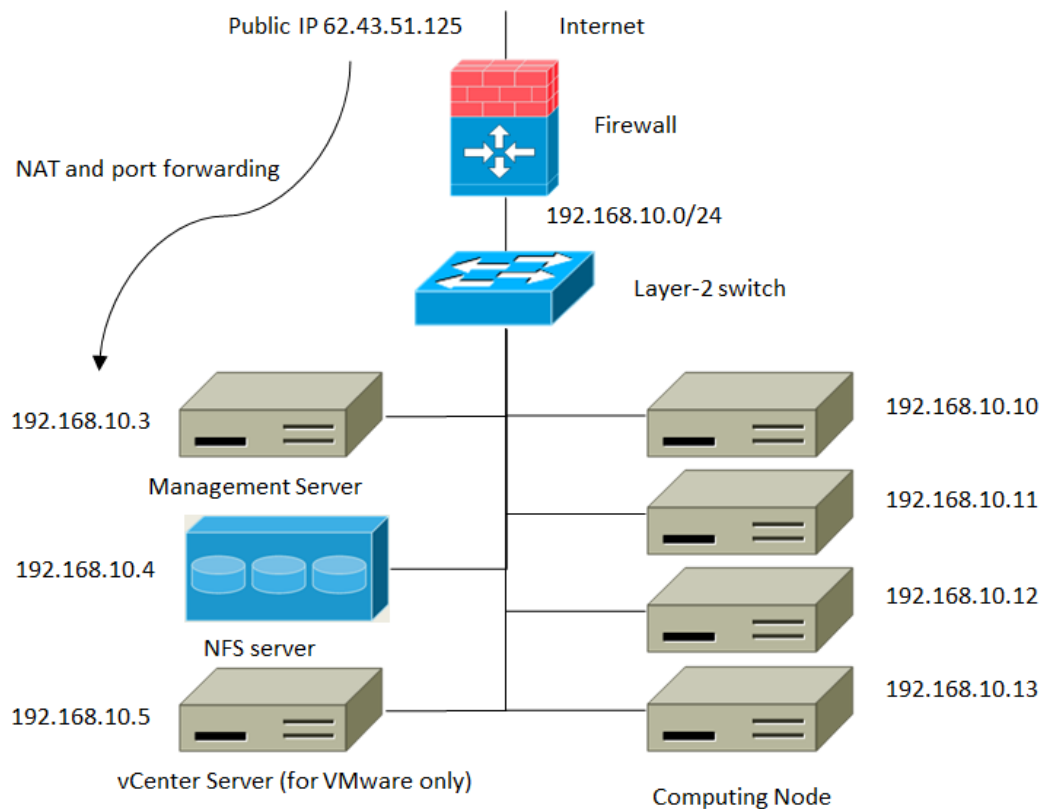 Public IP 62.43.51.125
Internet
Firewall
NAT and port forwarding
192.168.10.0/24
Layer-2 switch
192.168.10.3
Management Server
192.168.10.10
192.168.10.11
192.168.10.4
NFS server
192.168.10.12
192.168.10.5
vCenter Server (for VMware only)
192.168.10.13
Computing Node